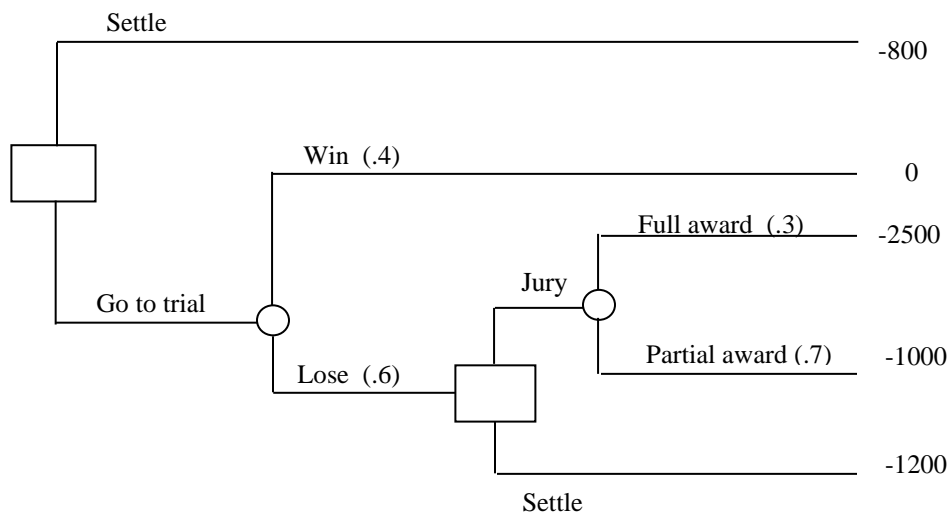 Settle
-800
Win (.4)
0
Full award (.3)
-2500
Jury
Go to trial
Partial award (.7)
-1000
Lose (.6)
-1200
Settle